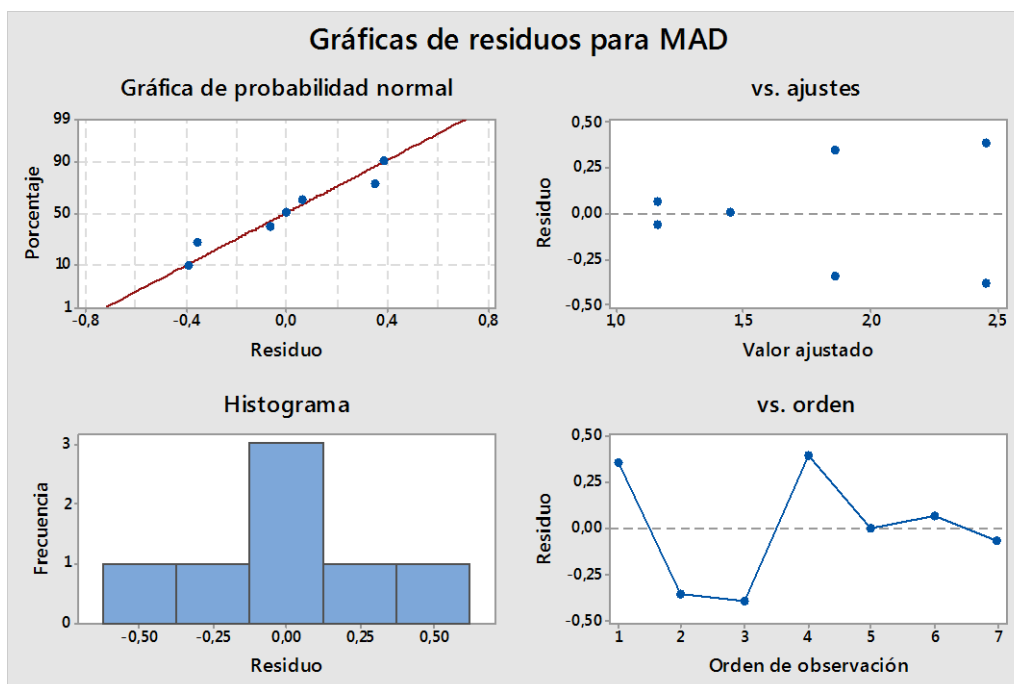 Gráficas de residuos para MAD
Gráfica de probabilidad normal
99
90
50
10
1
Porcentaje
-0,8 -0,4 0,0 0,4 0,8
Residuo
vs. ajustes
0,50
0,25
0,00
-0,25
-0,50
Residuo
1,0 1,5 2,0 2,5
Valor ajustado
Histograma
3
2
1
0
Frecuencia
-0,50 -0,25 0,00 0,25 0,50
Residuo
vs. orden
0,50
0,25
0,00
-0,25
-0,50
Residuo
1 2 3 4 5 6 7
Orden de observación